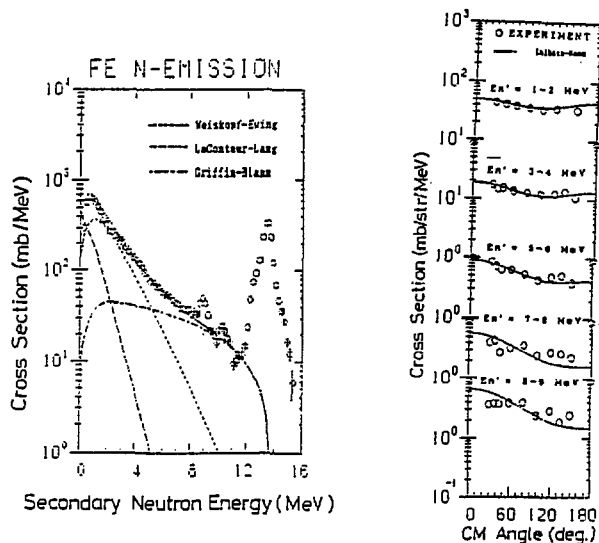 FE N-EMISSION
10⁴
10³
10²
10¹
10⁰
Cross Section (mb/MeV)
Weiskopf-Ewing
LeContour-Lang
Griffin-Blann
0 4 8 12 16
Secondary Neutron Energy (MeV)
10³
EXPERIMENT
10²
En' = 1-2 MeV
10¹
En' = 3-4 MeV
10¹
En' = 5-6 MeV
10⁰
En' = 7-8 MeV
10⁰
En' = 8-9 MeV
10⁰
10⁻¹
Cross Section (mb/str/MeV)
0 60 120 180
CM Angle (deg.)